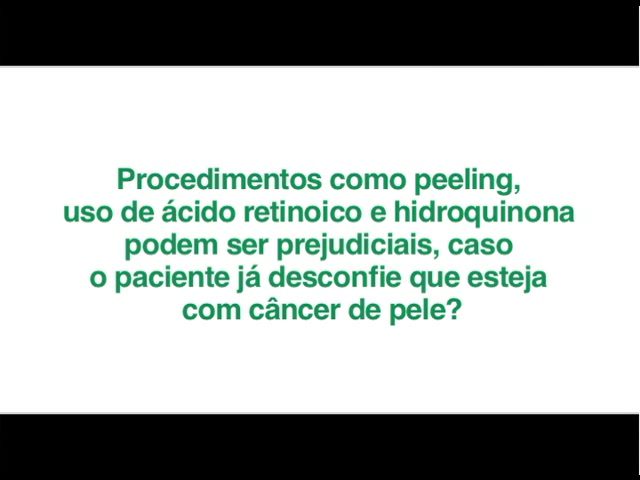 Procedimentos como peeling,
uso de ácido retinoico e hidroquinona
podem ser prejudiciais, caso
o paciente já desconfie que esteja
com câncer de pele?